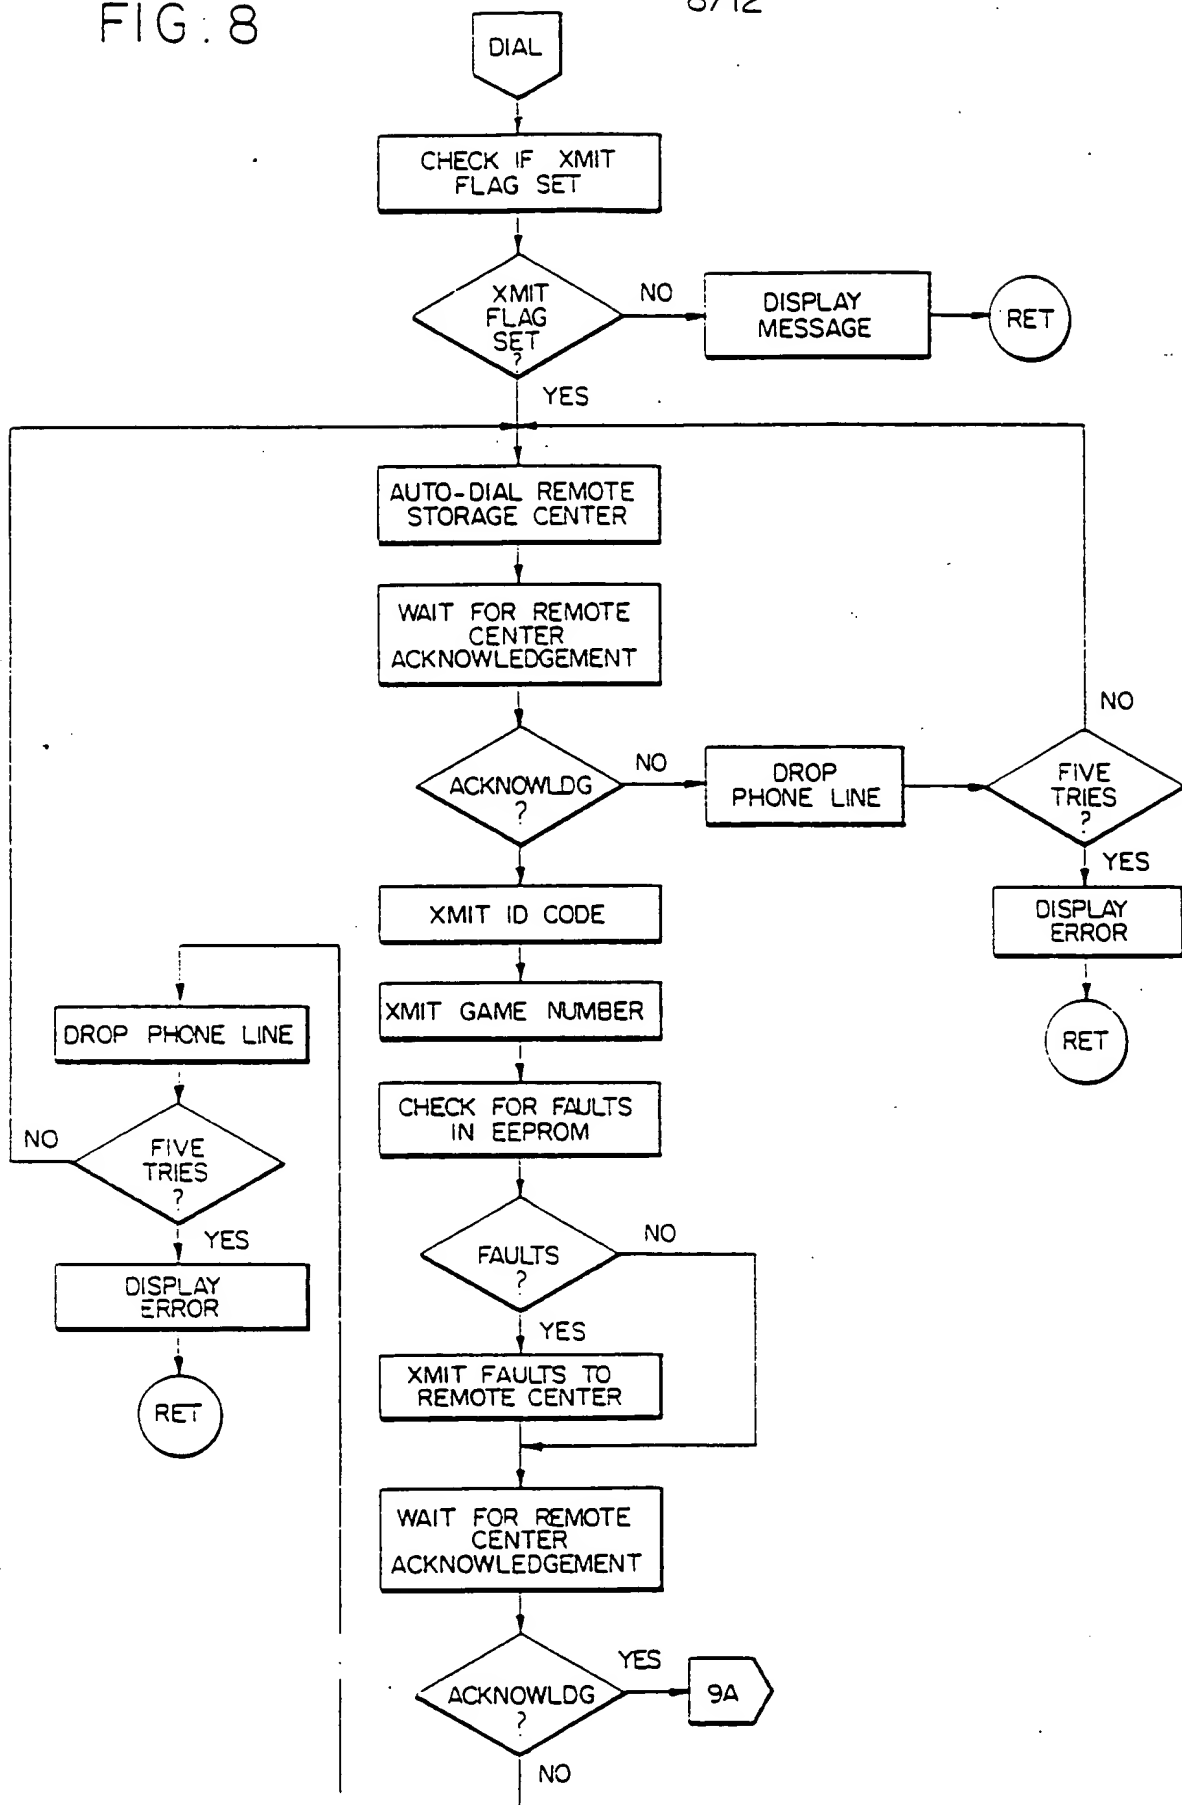 FIG. 8
8/12
DIAL
CHECK IF XMIT
FLAG SET
XMIT
FLAG
SET
?
NO
DISPLAY
MESSAGE
RET
YES
AUTO-DIAL REMOTE
STORAGE CENTER
WAIT FOR REMOTE
CENTER
ACKNOWLEDGEMENT
ACKNOWLDG
?
NO
DROP
PHONE LINE
FIVE
TRIES
?
NO
YES
DISPLAY
ERROR
RET
XMIT ID CODE
XMIT GAME NUMBER
CHECK FOR FAULTS
IN EEPROM
FAULTS
?
NO
YES
XMIT FAULTS TO
REMOTE CENTER
DROP PHONE LINE
FIVE
TRIES
?
NO
YES
DISPLAY
ERROR
RET
WAIT FOR REMOTE
CENTER
ACKNOWLEDGEMENT
ACKNOWLDG
?
YES
9A
NO